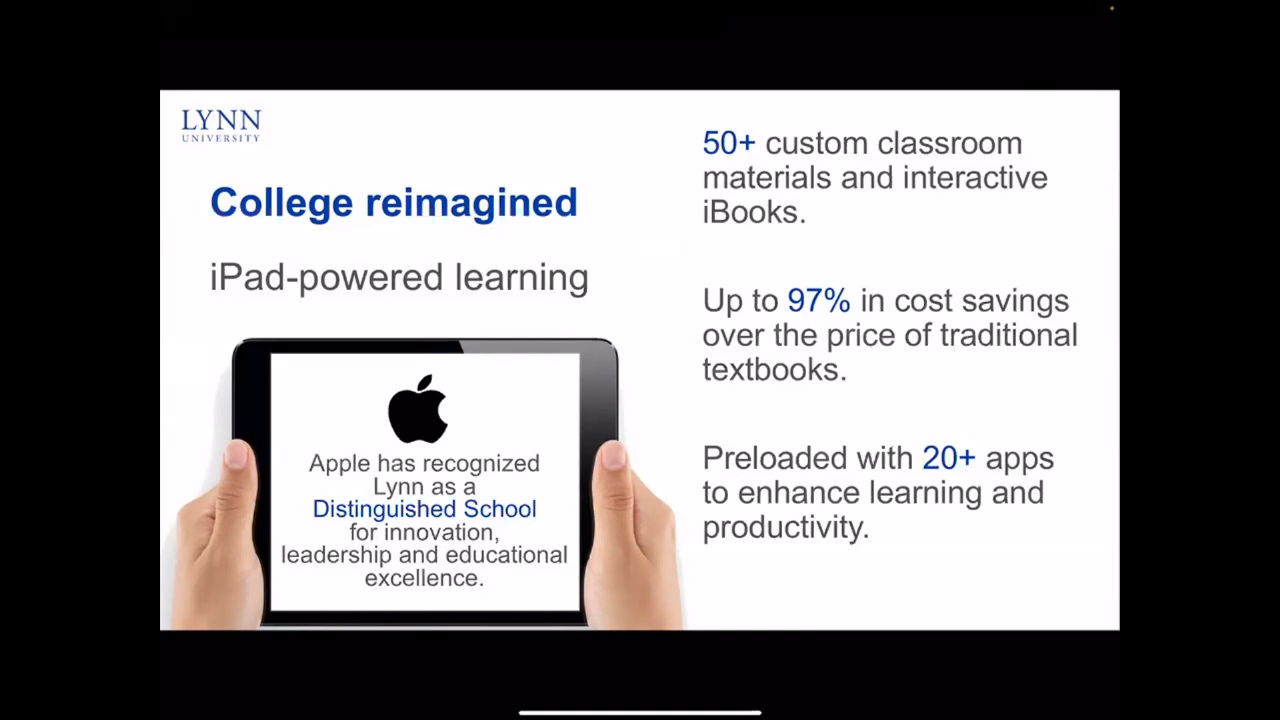 LYNN
UNIVERSITY
College reimagined
iPad-powered learning
Apple has recognized
Lynn as a
Distinguished School
for innovation,
leadership and educational
excellence.
50+ custom classroom
materials and interactive
iBooks.
Up to 97% in cost savings
over the price of traditional
textbooks.
Preloaded with 20+ apps
to enhance learning and
productivity.